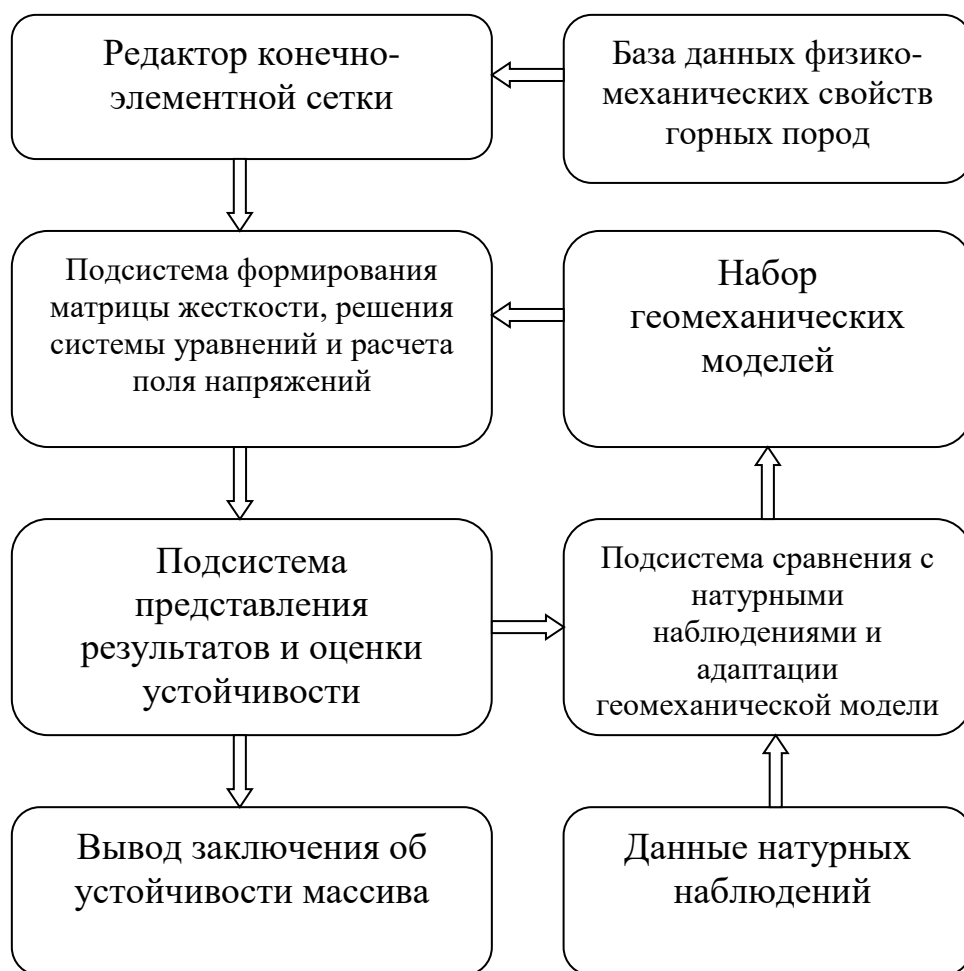 Редактор конечно-
элементной сетки
База данных физико-
механических свойств
горных пород
Подсистема формирования
матрицы жесткости, решения
системы уравнений и расчета
поля напряжений
Набор
геомеханических
моделей
Подсистема
представления
результатов и оценки
устойчивости
Подсистема сравнения с
натурными
наблюдениями и
адаптации
геомеханической модели
Вывод заключения об
устойчивости массива
Данные натурных
наблюдений